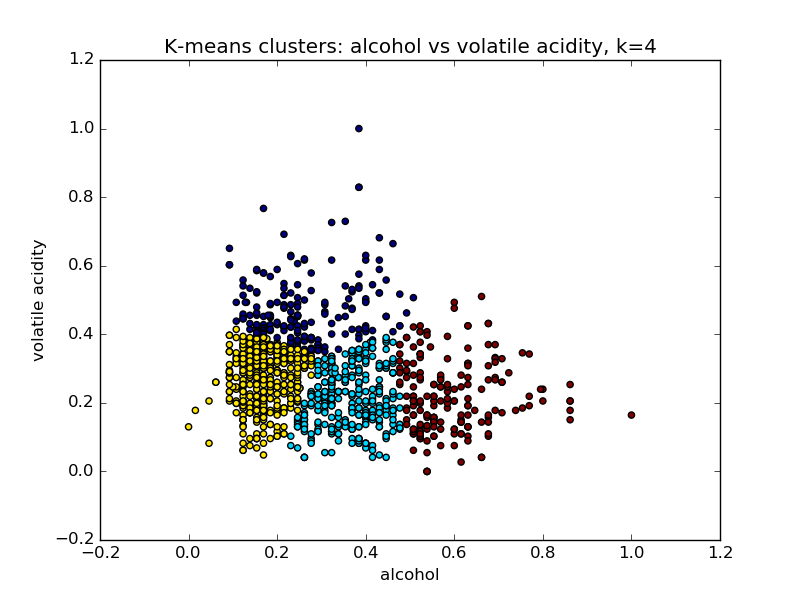 K-means clusters: alcohol vs volatile acidity, k=4
1.2
1.0
0.8
0.6
0.4
0.2
0.0
−0.2
volatile acidity
−0.2 0.0 0.2 0.4 0.6 0.8 1.0 1.2
alcohol